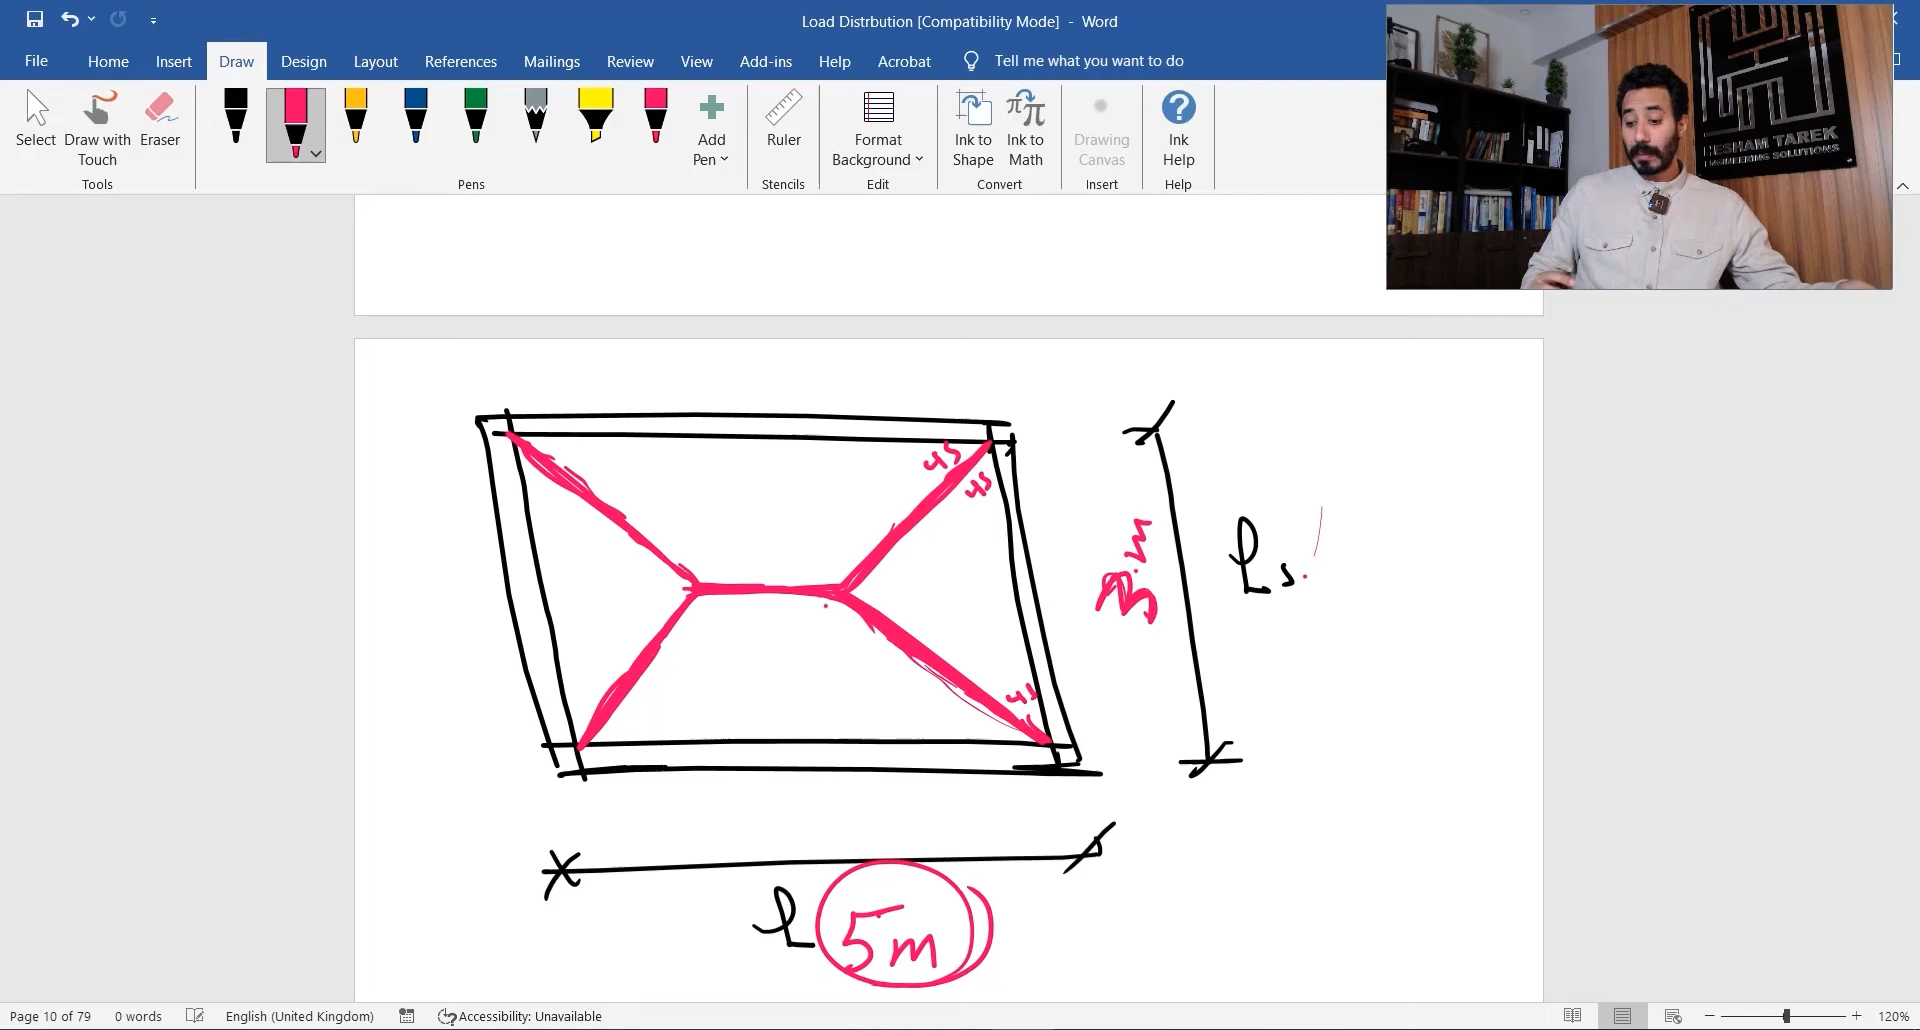 Load Distrbution [Compatibility Mode] - Word
File Home Insert Draw Design Layout References Mailings Review View Add-ins Help Acrobat Tell me what you want to do
Select
Draw with Touch
Eraser
Add Pen
Ruler
Format Background
Ink to Shape
Ink to Math
Drawing Canvas
Ink Help
Tools Pens Stencils Edit Convert Insert Help
HESHAM TAREK
ENGINEERING SOLUTIONS
45
45
45
m
Ls
L
5m
Page 10 of 79 0 words English (United Kingdom) Accessibility: Unavailable 120%